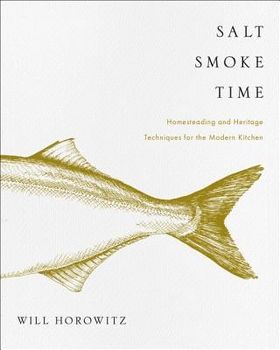 SALT
SMOKE
TIME
Homesteading and Heritage
Techniques for the Modern Kitchen
WILL HOROWITZ